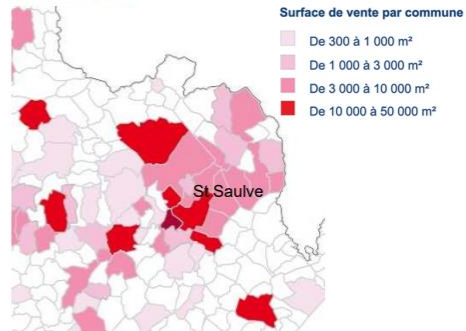 Surface de vente par commune
De 300 à 1 000 m²
De 1 000 à 3 000 m²
De 3 000 à 10 000 m²
De 10 000 à 50 000 m²
St Saulve